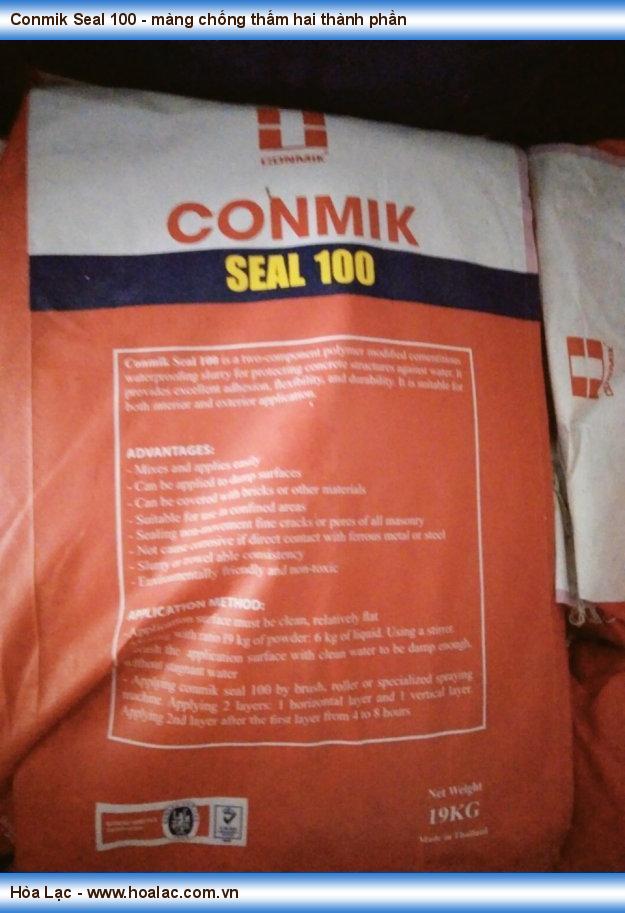 Conmik Seal 100 - màng chống thấm hai thành phần
CONMIK
CONMIK
SEAL 100
CONMIK
Conmik Seal 100 is a two-component polymer modified cementitious
waterproofing slurry for protecting concrete structures against water. It
provides excellent adhesion, flexibility, and durability. It is suitable for
both interior and exterior application.
ADVANTAGES:
- Mixes and applies easily
- Can be applied to damp surfaces
- Can be covered with bricks or other materials
- Suitable for use in confined areas
- Sealing non-movement fine cracks or pores of all masonry
- Not cause corrosive if direct contact with ferrous metal or steel
- Slurry or trowel able consistency
- Environmentally friendly and non-toxic
APPLICATION METHOD:
- Application surface must be clean, relatively flat
with ratio 19 kg of powder: 6 kg of liquid. Using a stirrer.
the application surface with clean water to be damp enough,
without stagnant water
- Applying conmik seal 100 by brush, roller or specialized spraying
machine. Applying 2 layers: 1 horizontal layer and 1 vertical layer.
Applying 2nd layer after the first layer from 4 to 8 hours
Net Weight
19KG
Made in Thailand
Hòa Lạc - www.hoalac.com.vn